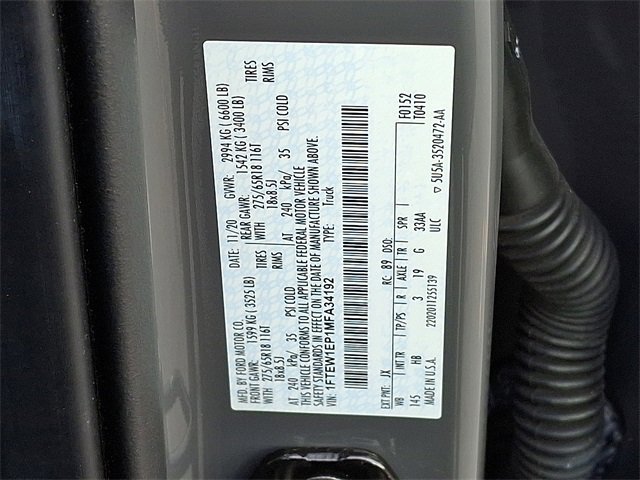 MFD. BY FORD MOTOR CO.
DATE: 11/20 GVWR: 2994 KG ( 6600 LB)
FRONT GAWR: 1599 KG (3525 LB) REAR GAWR: 1542 KG (3400 LB)
WITH 275/65R18 116T TIRES WITH 275/65R18 116T TIRES
18x8.5J RIMS 18x8.5J RIMS
AT 240 kPa/ 35 PSI COLD AT 240 kPa/ 35 PSI COLD
THIS VEHICLE CONFORMS TO ALL APPLICABLE FEDERAL MOTOR VEHICLE
SAFETY STANDARDS IN EFFECT ON THE DATE OF MANUFACTURE SHOWN ABOVE.
VIN: 1FTEW1EP1MFA34192 TYPE: Truck
F0152
T0410
EXT PNT: JX RC: 89 DSO:
WB INT TR TP/PS R AXLE TR SPR
145 HB 3 19 G 33AA
ULC ▽ 5U5A-3520472-AA
MADE IN U.S.A. 22020112555139